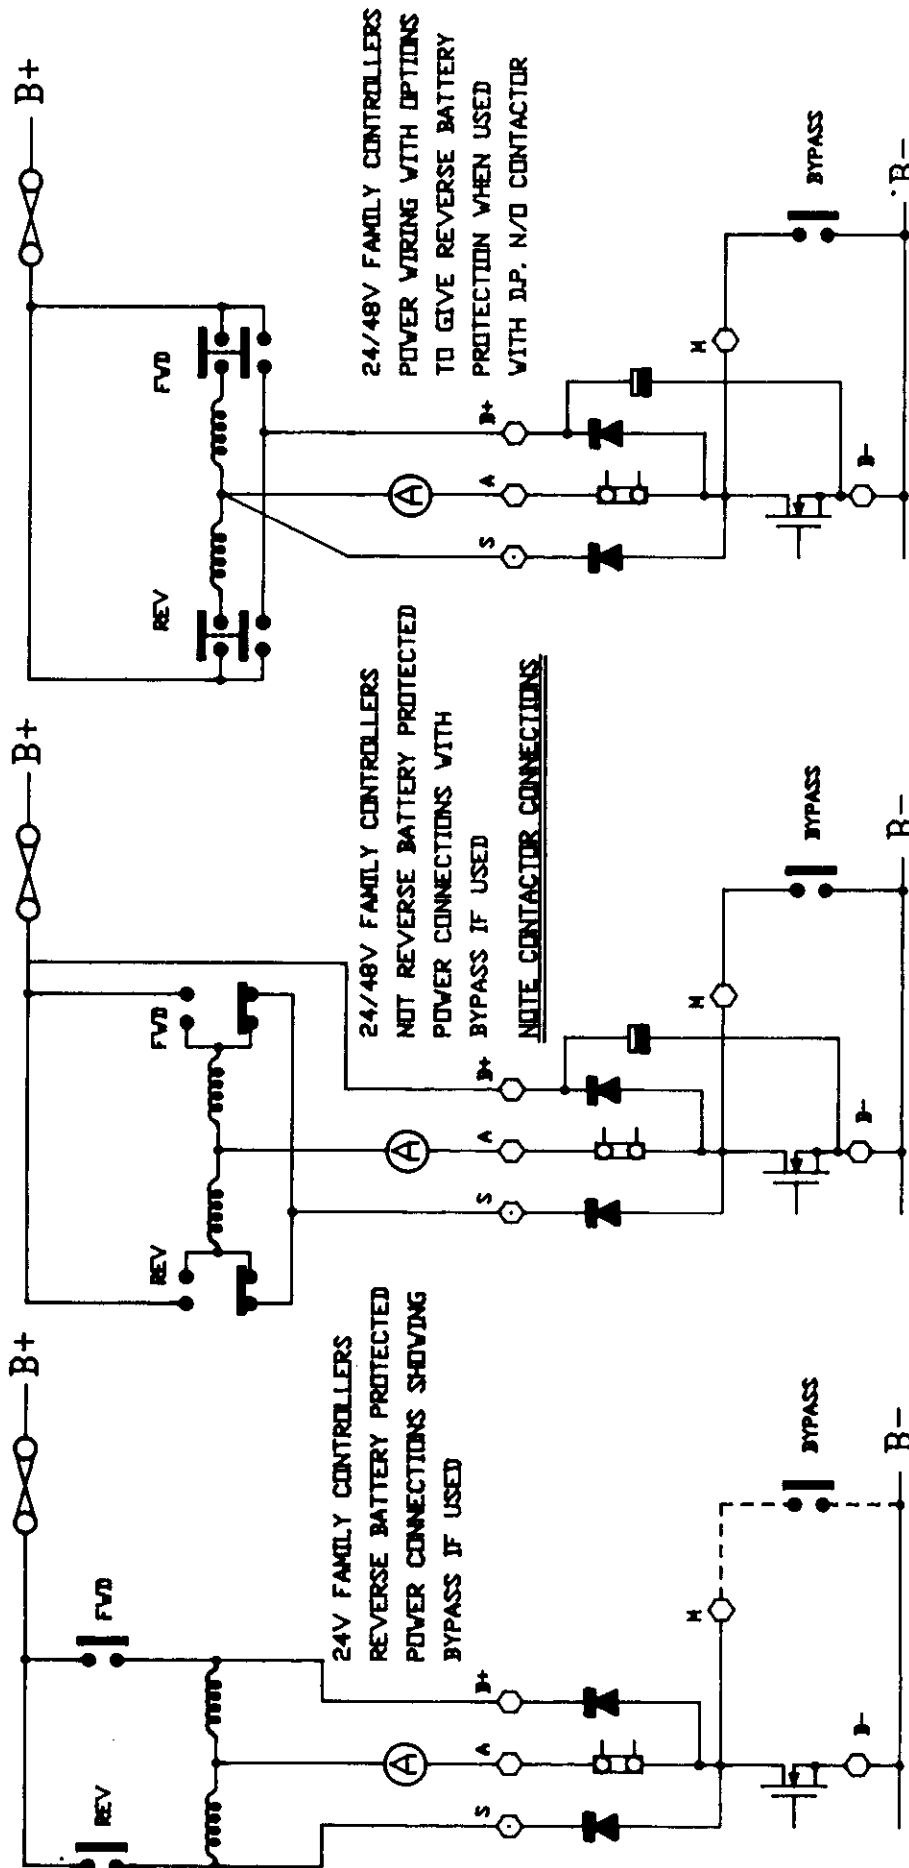 B+
REV
FWD
24V FAMILY CONTROLLERS
REVERSE BATTERY PROTECTED
POWER CONNECTIONS SHOWING
BYPASS IF USED
A
S
A
B+
M
BYPASS
B-
B-
B+
REV
FWD
24/48V FAMILY CONTROLLERS
NOT REVERSE BATTERY PROTECTED
POWER CONNECTIONS WITH
BYPASS IF USED
NOTE CONTACTOR CONNECTIONS
A
S
A
B+
M
BYPASS
B-
B-
B+
REV
FWD
24/48V FAMILY CONTROLLERS
POWER WIRING WITH OPTIONS
TO GIVE REVERSE BATTERY
PROTECTION WHEN USED
WITH D.P. N/O CONTACTOR
A
S
A
B+
M
BYPASS
B-
B-